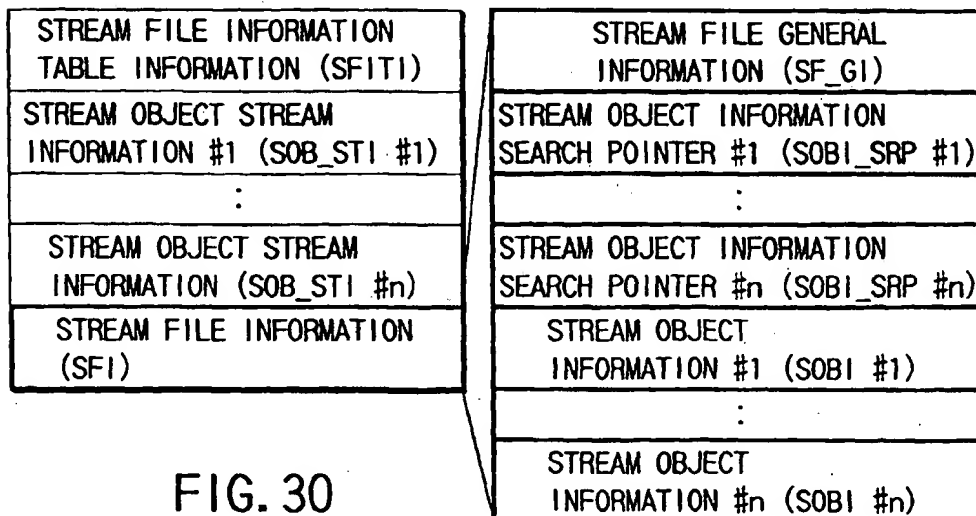 STREAM FILE INFORMATION
TABLE INFORMATION (SFITI)
STREAM OBJECT STREAM
INFORMATION #1 (SOB_STI #1)
:
STREAM OBJECT STREAM
INFORMATION (SOB_STI #n)
STREAM FILE INFORMATION
(SFI)
STREAM FILE GENERAL
INFORMATION (SF_GI)
STREAM OBJECT INFORMATION
SEARCH POINTER #1 (SOBI_SRP #1)
:
STREAM OBJECT INFORMATION
SEARCH POINTER #n (SOBI_SRP #n)
STREAM OBJECT
INFORMATION #1 (SOBI #1)
:
STREAM OBJECT
INFORMATION #n (SOBI #n)
FIG. 30